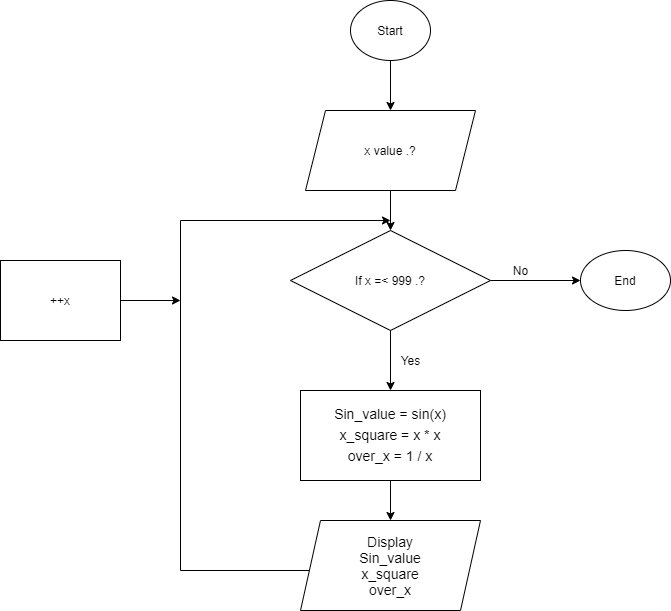 Start
x value .?
If x =< 999 .?
No
End
++x
Yes
Sin_value = sin(x)
x_square = x * x
over_x = 1 / x
Display
Sin_value
x_square
over_x